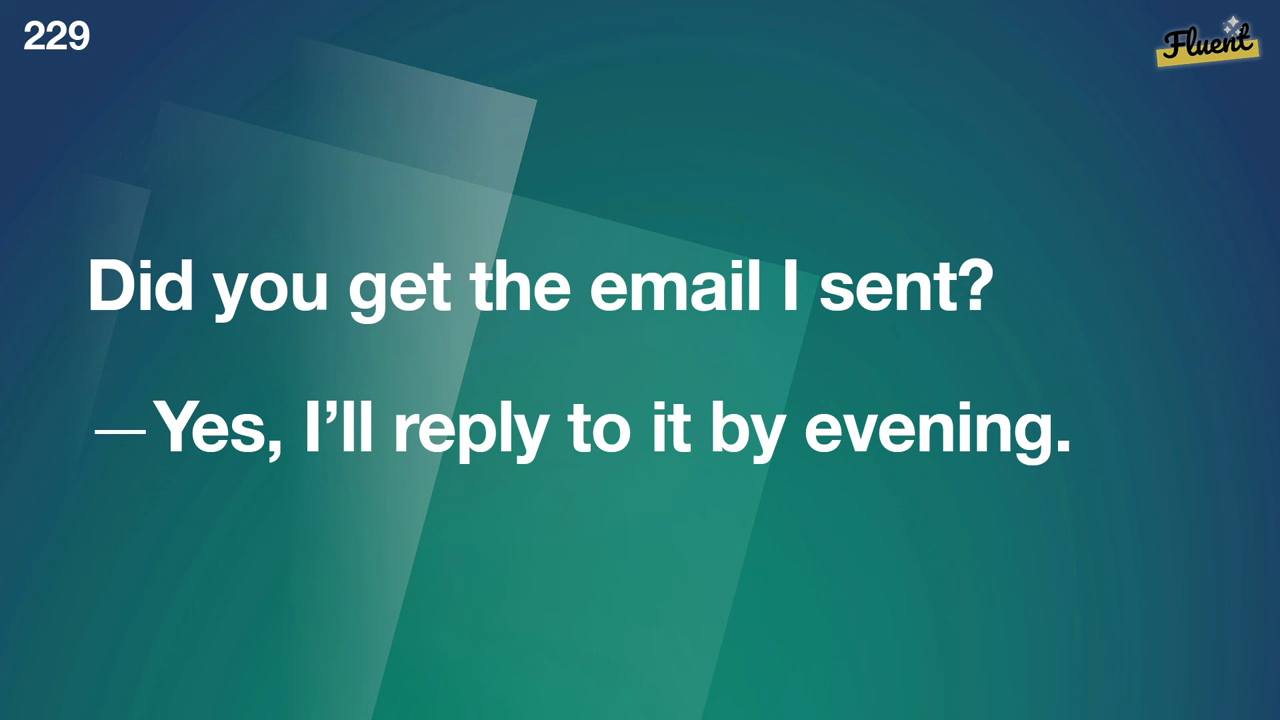 229
Fluent
Did you get the email I sent?
—Yes, I’ll reply to it by evening.